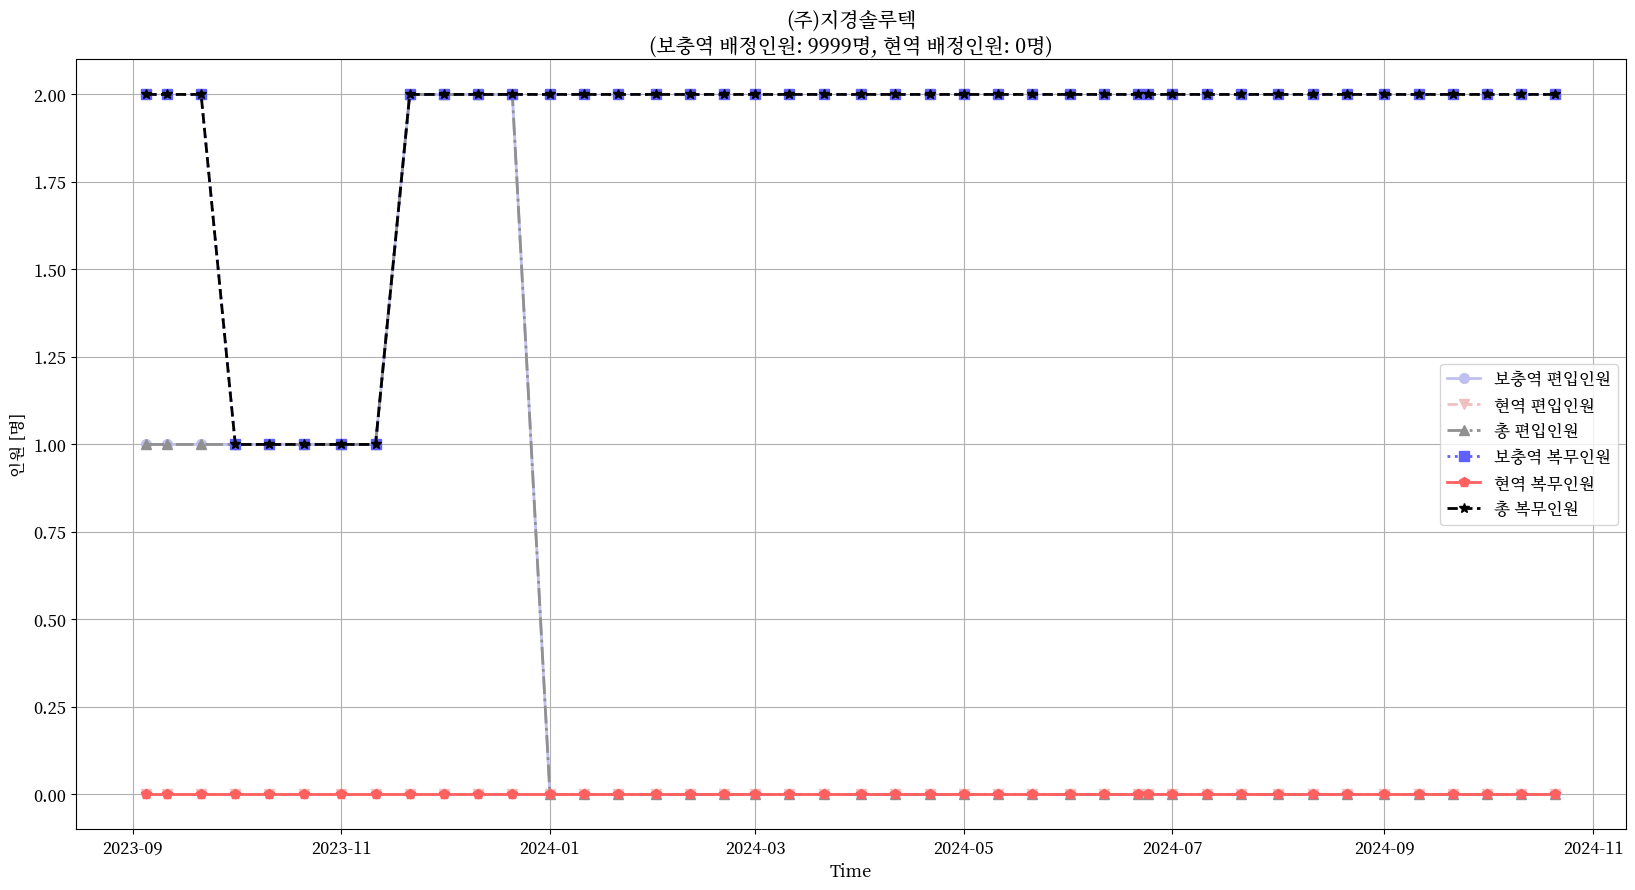 (주)지경솔루텍
(보충역 배정인원: 9999명, 현역 배정인원: 0명)
인원 [명]
2.00
1.75
1.50
1.25
1.00
0.75
0.50
0.25
0.00
보충역 편입인원
현역 편입인원
총 편입인원
보충역 복무인원
현역 복무인원
총 복무인원
2023-09
2023-11
2024-01
2024-03
2024-05
2024-07
2024-09
2024-11
Time